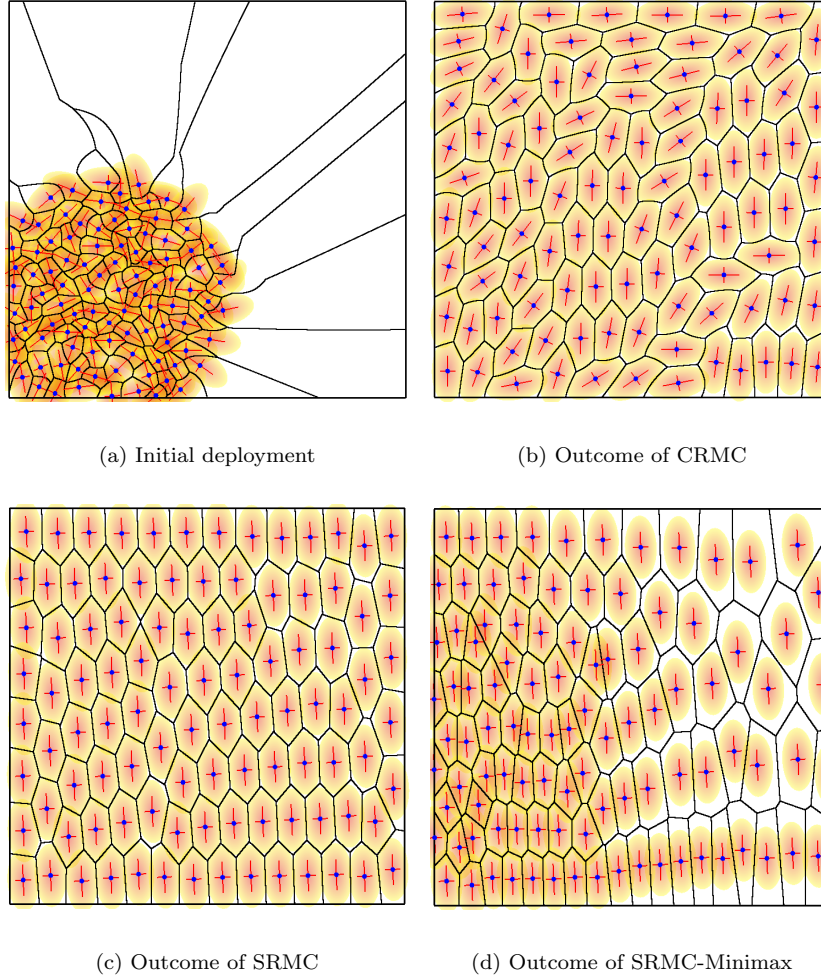 (a) Initial deployment
(b) Outcome of CRMC
(c) Outcome of SRMC
(d) Outcome of SRMC-Minimax